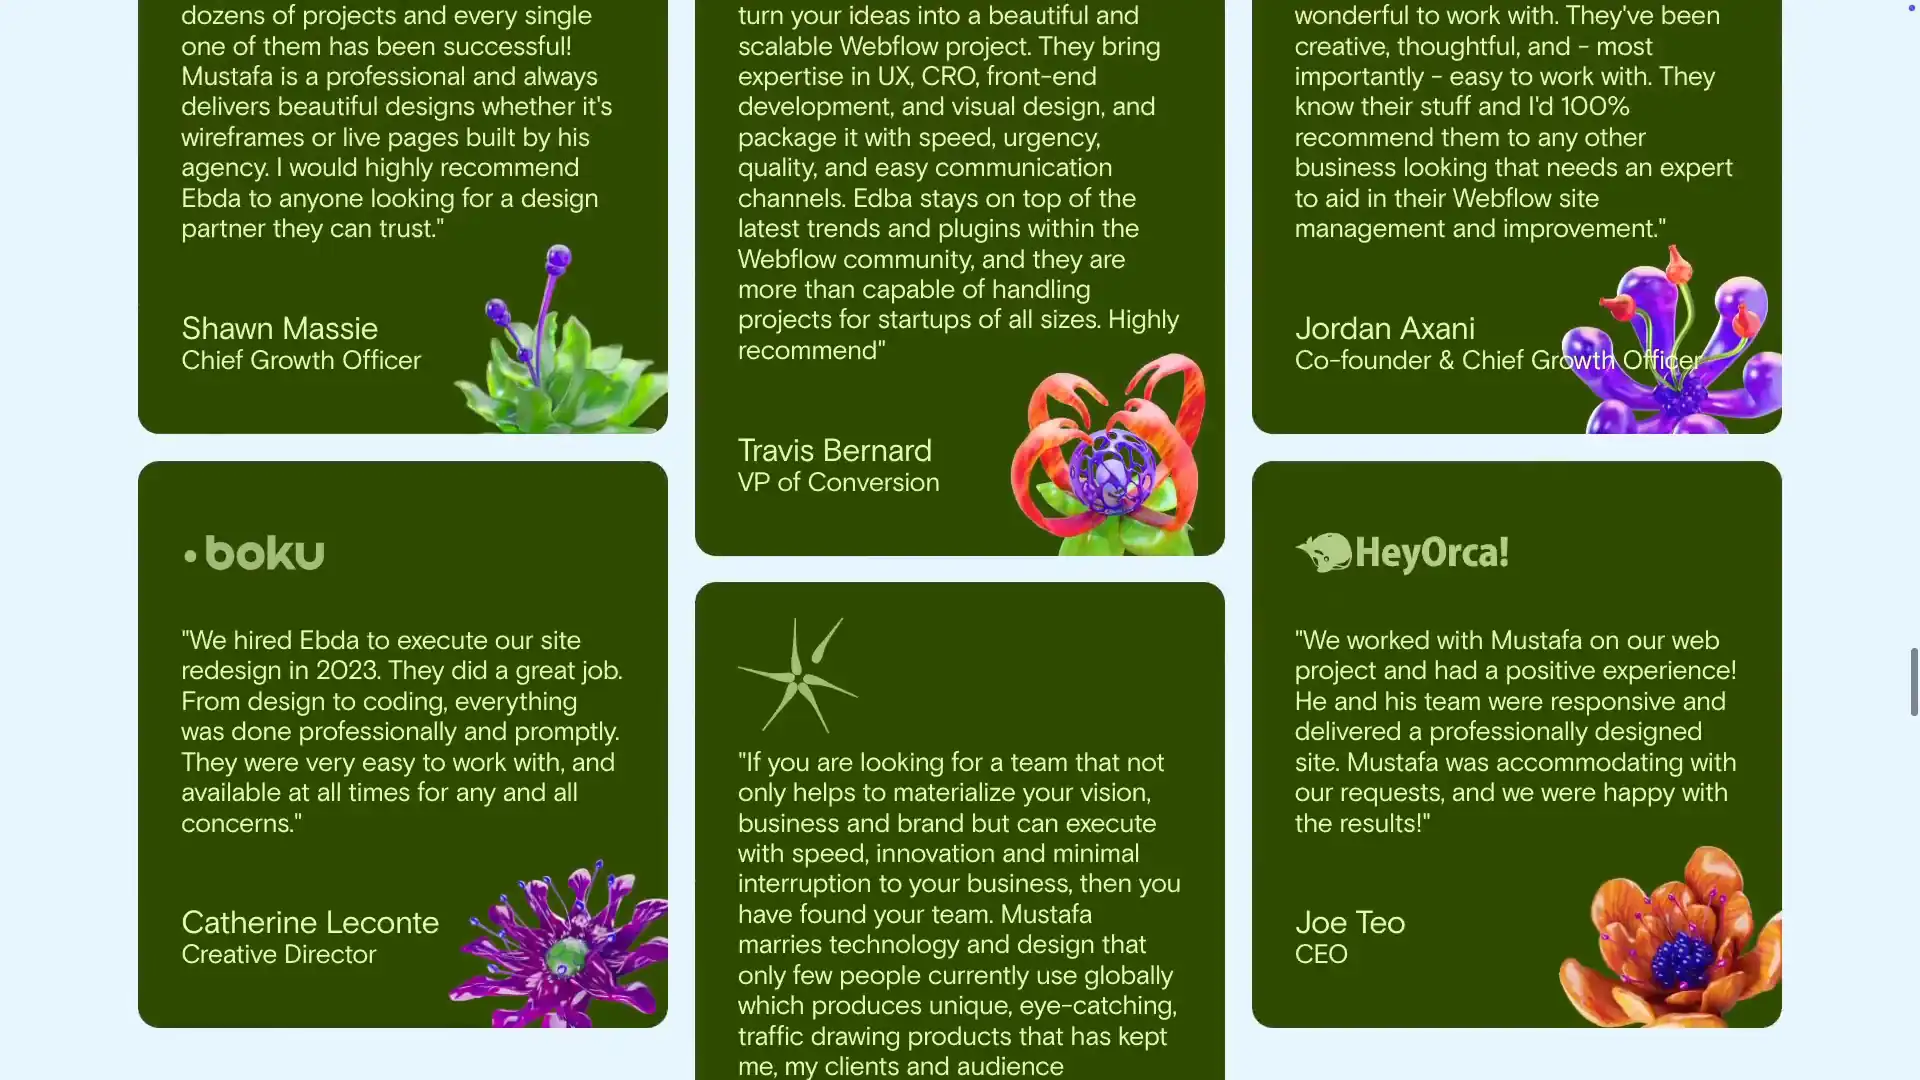 dozens of projects and every single
one of them has been successful!
Mustafa is a professional and always
delivers beautiful designs whether it's
wireframes or live pages built by his
agency. I would highly recommend
Ebda to anyone looking for a design
partner they can trust."
Shawn Massie
Chief Growth Officer
turn your ideas into a beautiful and
scalable Webflow project. They bring
expertise in UX, CRO, front-end
development, and visual design, and
package it with speed, urgency,
quality, and easy communication
channels. Edba stays on top of the
latest trends and plugins within the
Webflow community, and they are
more than capable of handling
projects for startups of all sizes. Highly
recommend"
Travis Bernard
VP of Conversion
wonderful to work with. They've been
creative, thoughtful, and - most
importantly - easy to work with. They
know their stuff and I'd 100%
recommend them to any other
business looking that needs an expert
to aid in their Webflow site
management and improvement."
Jordan Axani
Co-founder & Chief Growth Officer
boku
"We hired Ebda to execute our site
redesign in 2023. They did a great job.
From design to coding, everything
was done professionally and promptly.
They were very easy to work with, and
available at all times for any and all
concerns."
Catherine Leconte
Creative Director
"If you are looking for a team that not
only helps to materialize your vision,
business and brand but can execute
with speed, innovation and minimal
interruption to your business, then you
have found your team. Mustafa
marries technology and design that
only few people currently use globally
which produces unique, eye-catching,
traffic drawing products that has kept
me, my clients and audience
HeyOrca!
"We worked with Mustafa on our web
project and had a positive experience!
He and his team were responsive and
delivered a professionally designed
site. Mustafa was accommodating with
our requests, and we were happy with
the results!"
Joe Teo
CEO